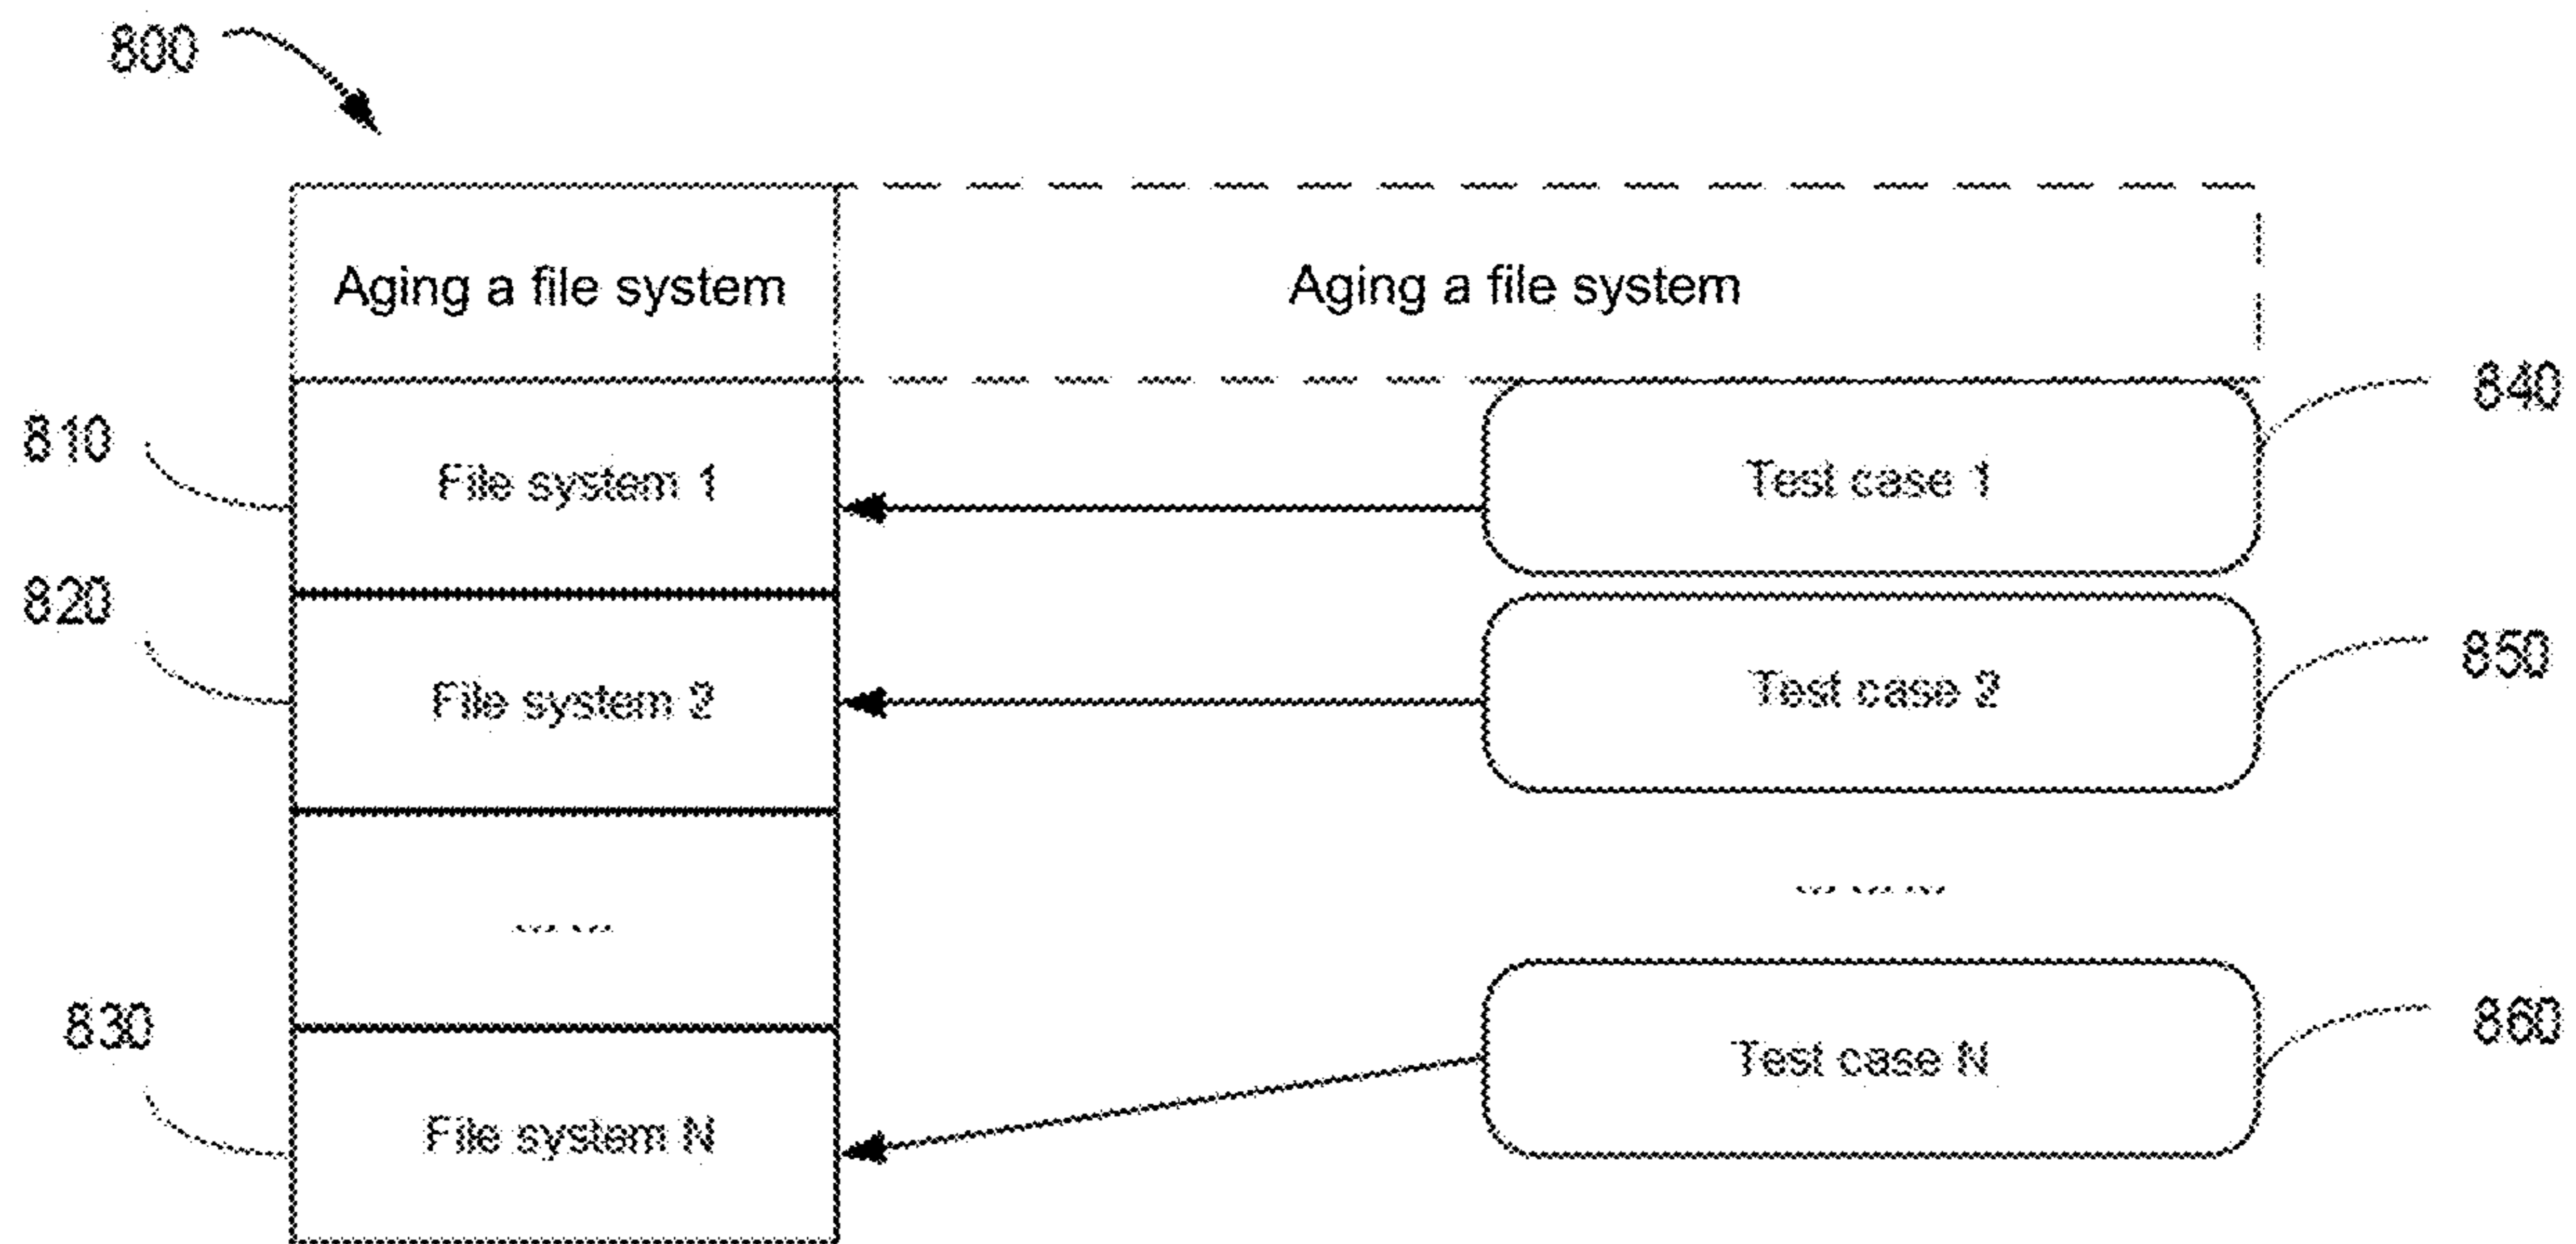 800
Aging a file system
Aging a file system
810
File system 1
Test case 1
840
820
File system 2
Test case 2
850
... ...
... ... ...
830
File system N
Test case N
860